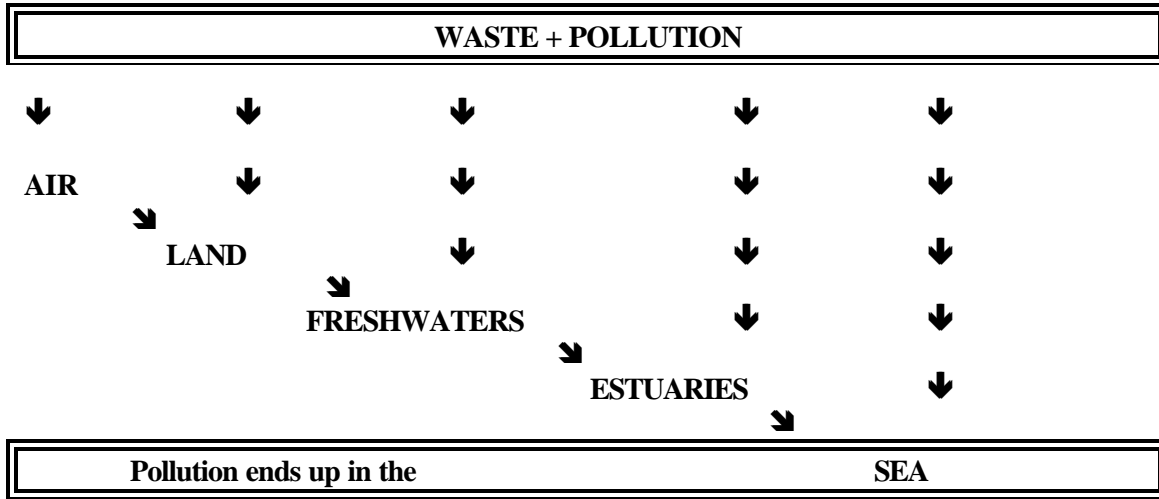 WASTE + POLLUTION
AIR
LAND
FRESHWATERS
ESTUARIES
Pollution ends up in the SEA